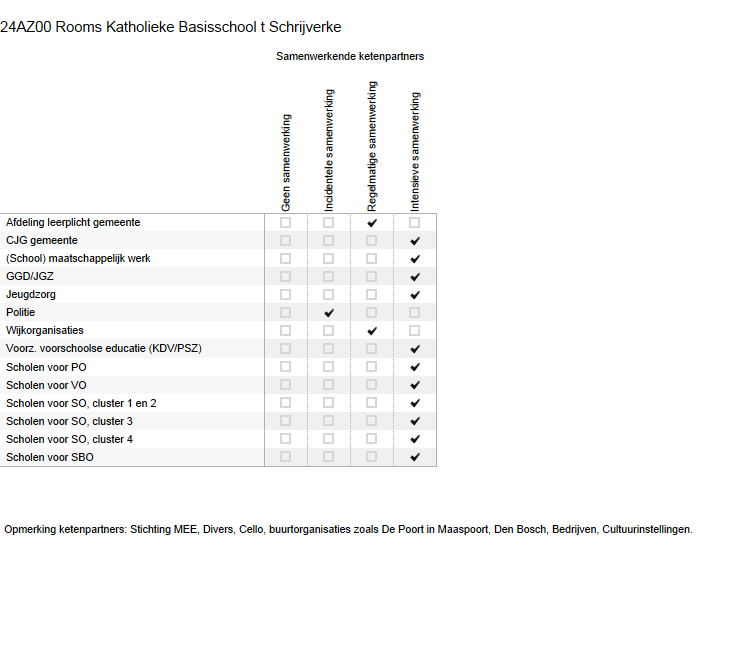 24AZ00 Rooms Katholieke Basisschool t Schrijverke
Samenwerkende ketenpartners
Geen samenwerking
Incidentele samenwerking
Regelmatige samenwerking
Intensieve samenwerking
Afdeling leerplicht gemeente
CJG gemeente
(School) maatschappelijk werk
GGD/JGZ
Jeugdzorg
Politie
Wijkorganisaties
Voorz. voorschoolse educatie (KDV/PSZ)
Scholen voor PO
Scholen voor VO
Scholen voor SO, cluster 1 en 2
Scholen voor SO, cluster 3
Scholen voor SO, cluster 4
Scholen voor SBO
Opmerking ketenpartners: Stichting MEE, Divers, Cello, buurtorganisaties zoals De Poort in Maaspoort, Den Bosch, Bedrijven, Cultuurinstellingen.